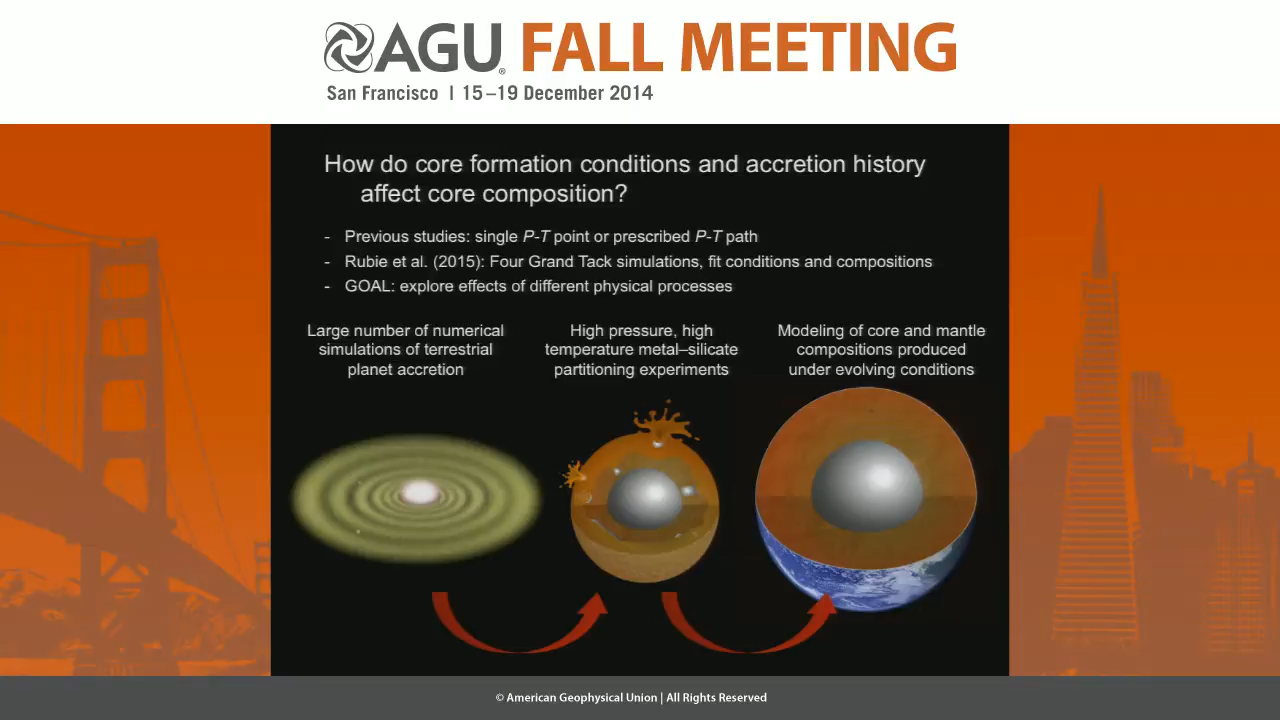 AGU® FALL MEETING
San Francisco | 15–19 December 2014
How do core formation conditions and accretion history
affect core composition?
- Previous studies: single P-T point or prescribed P-T path
- Rubie et al. (2015): Four Grand Tack simulations, fit conditions and compositions
- GOAL: explore effects of different physical processes
Large number of numerical
simulations of terrestrial
planet accretion
High pressure, high
temperature metal–silicate
partitioning experiments
Modeling of core and mantle
compositions produced
under evolving conditions
© American Geophysical Union | All Rights Reserved